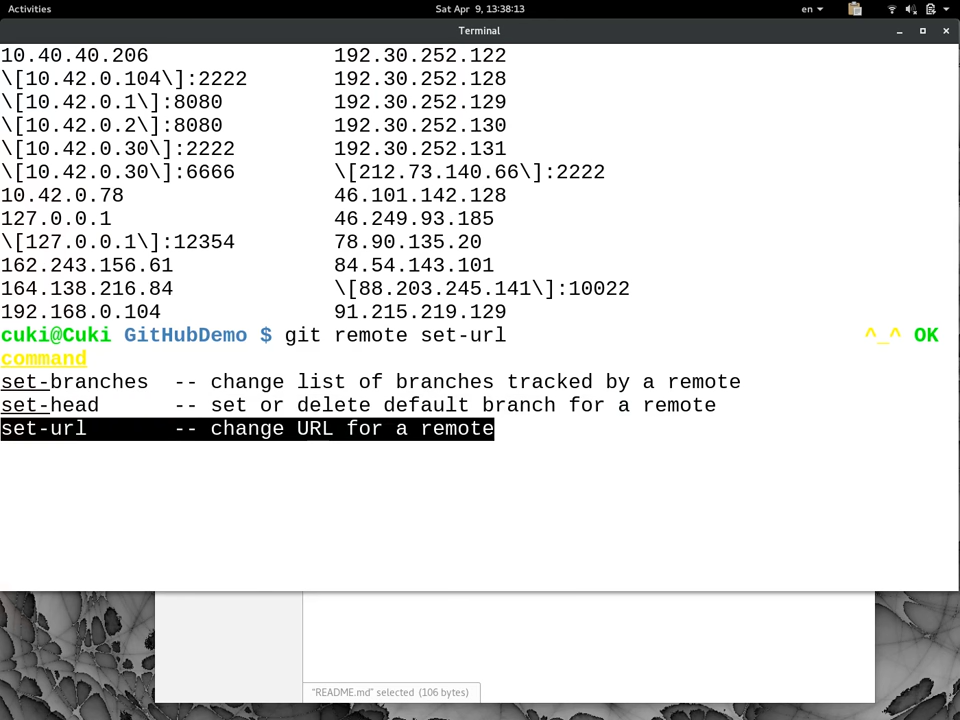 Activities Sat Apr 9, 13:38:13 en
Terminal
10.40.40.206 192.30.252.122
\[10.42.0.104\]:2222 192.30.252.128
\[10.42.0.1\]:8080 192.30.252.129
\[10.42.0.2\]:8080 192.30.252.130
\[10.42.0.30\]:2222 192.30.252.131
\[10.42.0.30\]:6666 \[212.73.140.66\]:2222
10.42.0.78 46.101.142.128
127.0.0.1 46.249.93.185
\[127.0.0.1\]:12354 78.90.135.20
162.243.156.61 84.54.143.101
164.138.216.84 \[88.203.245.141\]:10022
192.168.0.104 91.215.219.129
cuki@Cuki GitHubDemo $ git remote set-url ^_^ OK
command
set-branches -- change list of branches tracked by a remote
set-head -- set or delete default branch for a remote
set-url -- change URL for a remote
"README.md" selected (106 bytes)